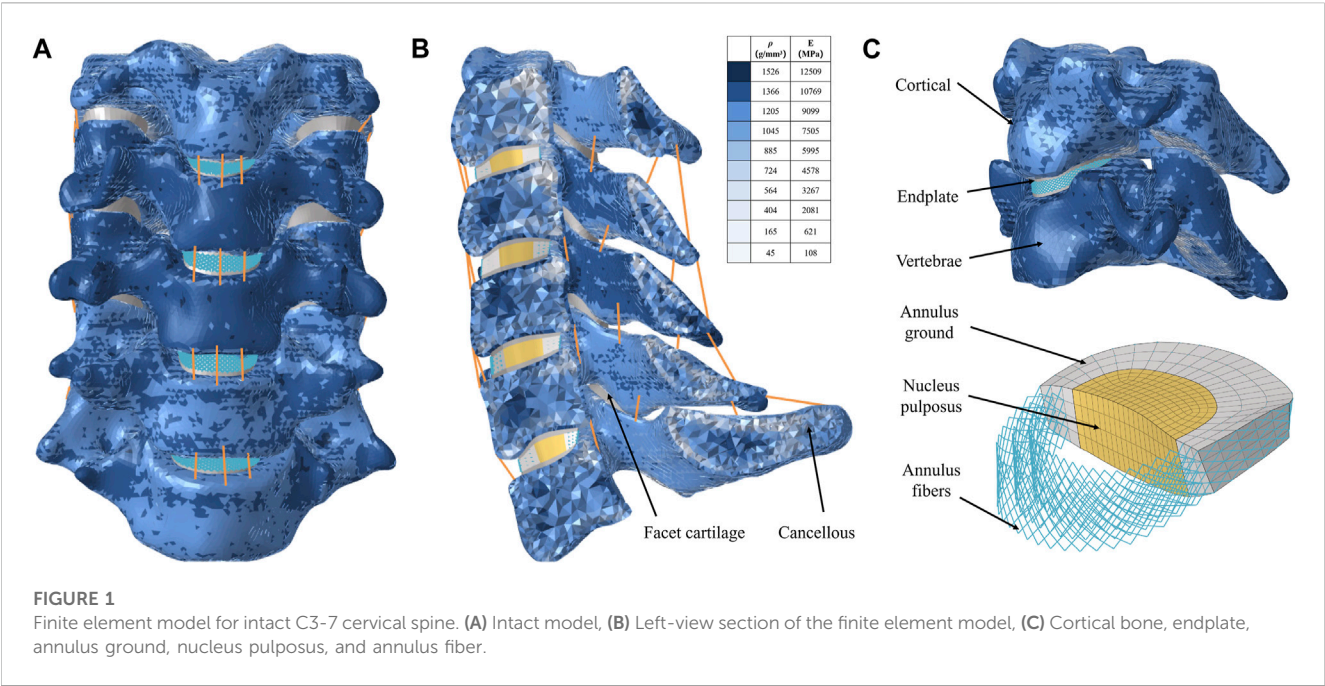 A
B
ρ E
(g/mm³) (MPa)
1526 12509
1366 10769
1205 9099
1045 7505
885 5995
724 4578
564 3267
404 2081
165 621
45 108
Facet cartilage
Cancellous
C
Cortical
Endplate
Vertebrae
Annulus
ground
Nucleus
pulposus
Annulus
fibers
FIGURE 1
Finite element model for intact C3-7 cervical spine. (A) Intact model, (B) Left-view section of the finite element model, (C) Cortical bone, endplate,
annulus ground, nucleus pulposus, and annulus fiber.